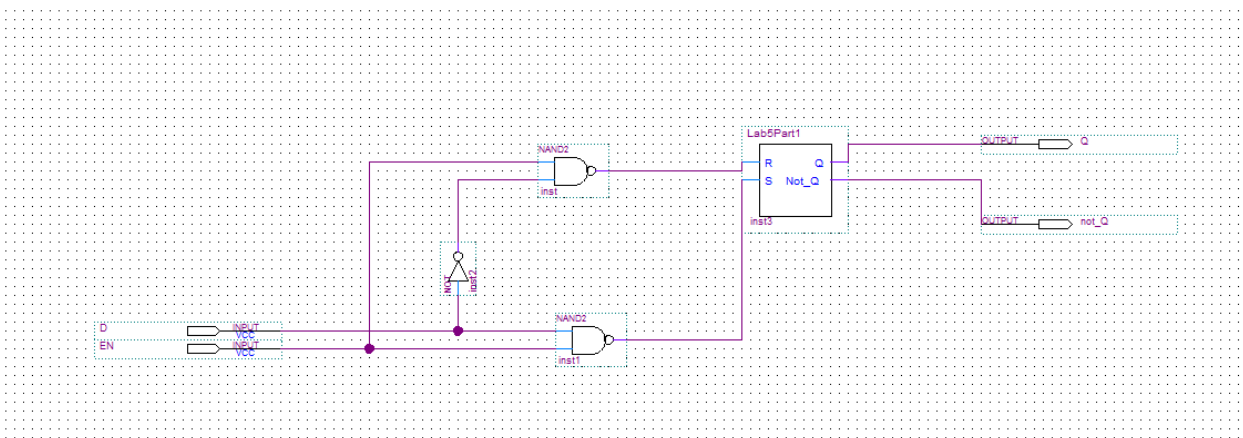 Lab5Part1
OUTPUT
Q
NAND2
R
Q
S
Not_Q
inst
inst3
OUTPUT
not_Q
NOT
inst2
NAND2
D
INPUT
VCC
EN
INPUT
VCC
inst1